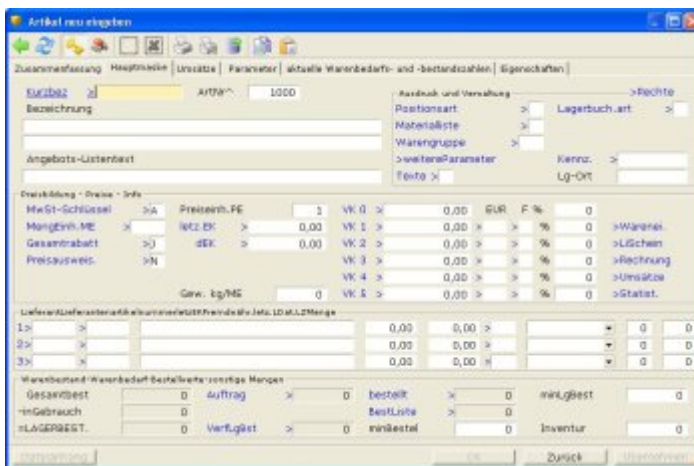 Artikel neu eingeben
Zusammenfassung Hauptmaske Umsätze Parameter aktuelle Warenbedarfs- und -bestandszahlen Eigenschaften
Kurzbez > ArtNr^ 1000 Ausdruck und Verwaltung >Rechte
Bezeichnung Positionsart > Lagerbuch.art >
Materialliste >
Warengruppe >
Angebots-Listentext >weitereParameter Kennz. >
Texte > Lg-Ort
Preisbildung - Preise - Info
MwSt-Schlüssel >A Preiseinh.PE 1 VK 0 > 0,00 EUR F % 0
MengEinh.ME > letz.EK > 0,00 VK 1 > 0,00 > > % 0 >Warenei.
Gesamtrabatt >J dEK > 0,00 VK 2 > 0,00 > > % 0 >LiSchein
Preisausweis. >N VK 3 > 0,00 > > % 0 >Rechnung
VK 4 > 0,00 > > % 0 >Umsätze
Gew. kg/ME 0 VK 5 > 0,00 > > % 0 >Statist.
1> > 0,00 0,00 > 0 0
2> > 0,00 0,00 > 0 0
3> > 0,00 0,00 > 0 0
Warenbestand-Warenbedarf-Bestellwerte-sonstige Mengen
Gesamtbest 0 Auftrag > 0 bestellt > 0 minLgBest 0
-inGebrauch 0 BestListe > 0
=LAGERBEST. 0 VerfLgBst > 0 minBestel 0 Inventur 0
OK Zurück Übernehmen